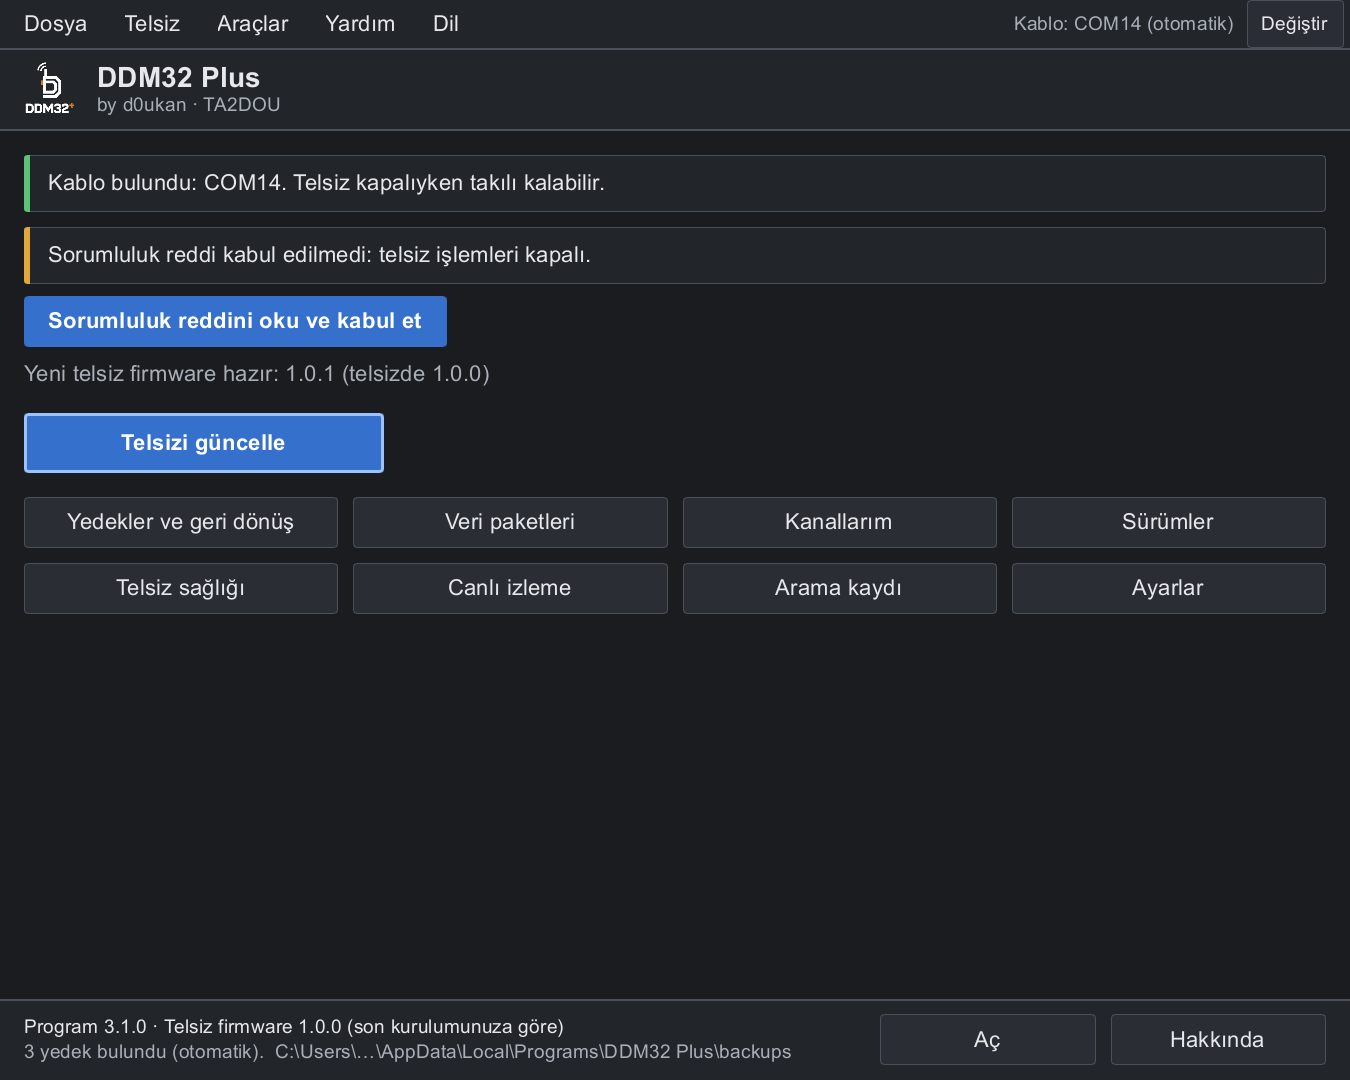 Dosya Telsiz Araçlar Yardım Dil Kablo: COM14 (otomatik) Değiştir
DDM32+
DDM32 Plus
by d0ukan · TA2DOU
Kablo bulundu: COM14. Telsiz kapalıyken takılı kalabilir.
Sorumluluk reddi kabul edilmedi: telsiz işlemleri kapalı.
Sorumluluk reddini oku ve kabul et
Yeni telsiz firmware hazır: 1.0.1 (telsizde 1.0.0)
Telsizi güncelle
Yedekler ve geri dönüş Veri paketleri Kanallarım Sürümler
Telsiz sağlığı Canlı izleme Arama kaydı Ayarlar
Program 3.1.0 · Telsiz firmware 1.0.0 (son kurulumunuza göre)
3 yedek bulundu (otomatik). C:\Users\…\AppData\Local\Programs\DDM32 Plus\backups
Aç Hakkında